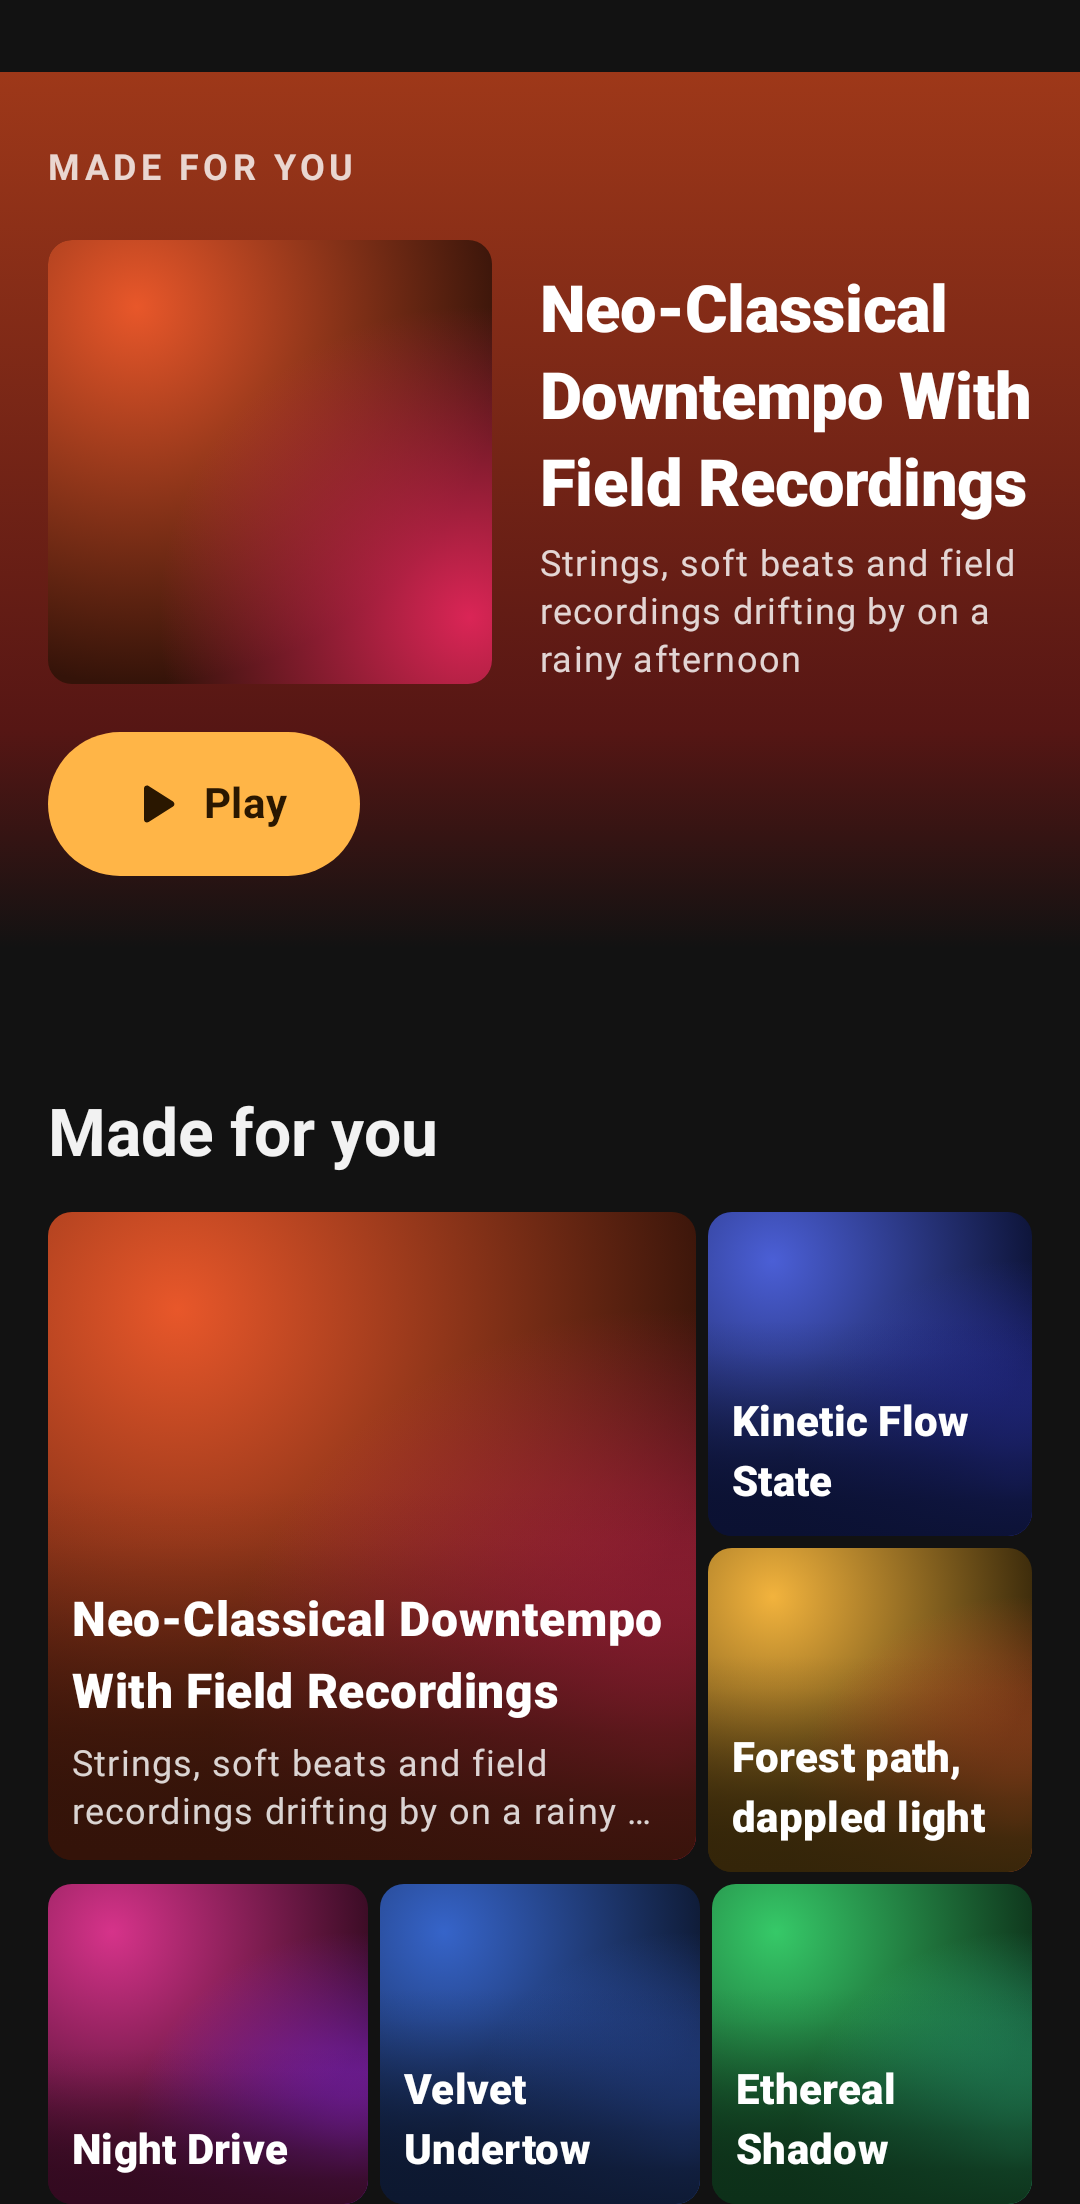 MADE FOR YOU
Neo-Classical
Downtempo With
Field Recordings
Strings, soft beats and field
recordings drifting by on a
rainy afternoon
Play
Made for you
Neo-Classical Downtempo
With Field Recordings
Strings, soft beats and field
recordings drifting by on a rainy …
Kinetic Flow
State
Forest path,
dappled light
Night Drive
Velvet
Undertow
Ethereal
Shadow